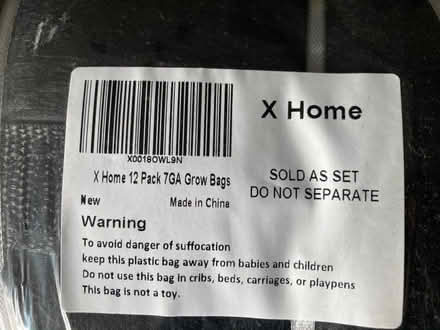 X0018OWL9N
X Home 12 Pack 7GA Grow Bags
New Made in China
X Home
SOLD AS SET
DO NOT SEPARATE
Warning
To avoid danger of suffocation
keep this plastic bag away from babies and children
Do not use this bag in cribs, beds, carriages, or playpens
This bag is not a toy.